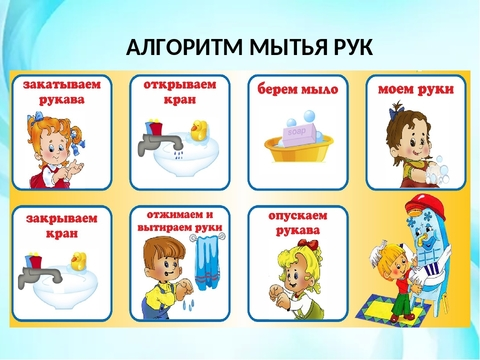 АЛГОРИТМ МЫТЬЯ РУК
закатываем
рукава
открываем
кран
берем мыло
soap
моем руки
закрываем
кран
отжимаем и
вытираем руки
опускаем
рукава